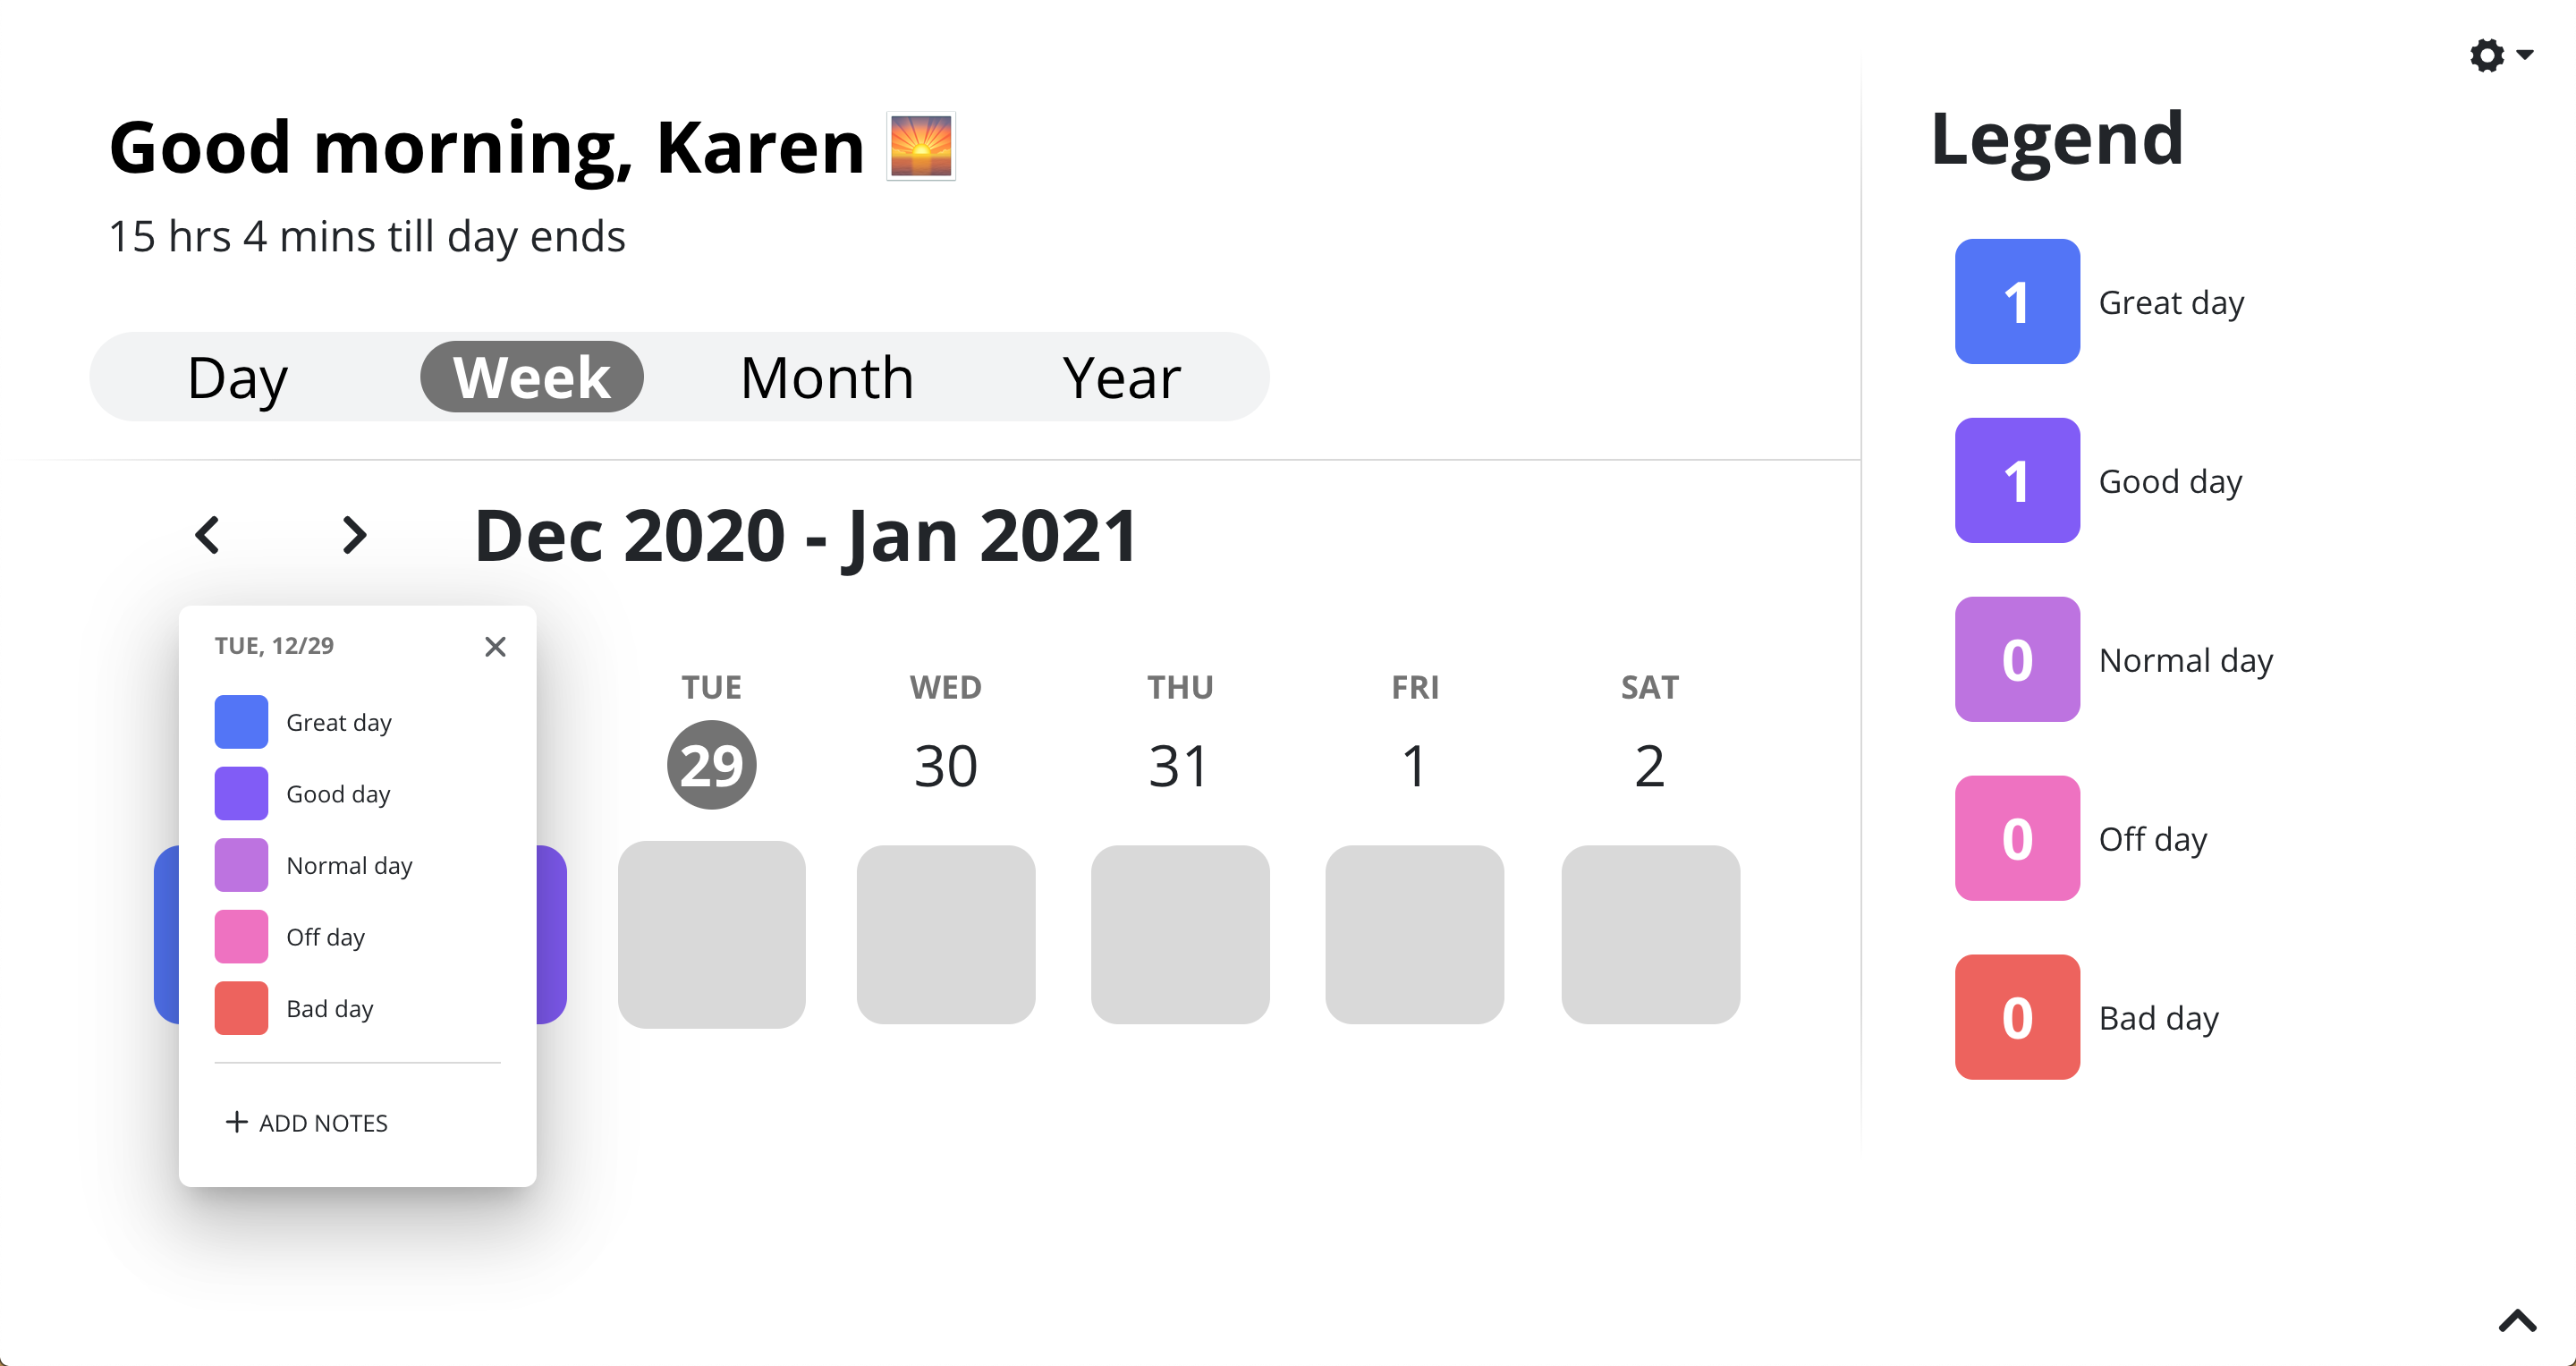 Good morning, Karen
15 hrs 4 mins till day ends
Day Week Month Year
Dec 2020 - Jan 2021
TUE, 12/29
Great day
Good day
Normal day
Off day
Bad day
ADD NOTES
TUE WED THU FRI SAT
29 30 31 1 2
Legend
1 Great day
1 Good day
0 Normal day
0 Off day
0 Bad day